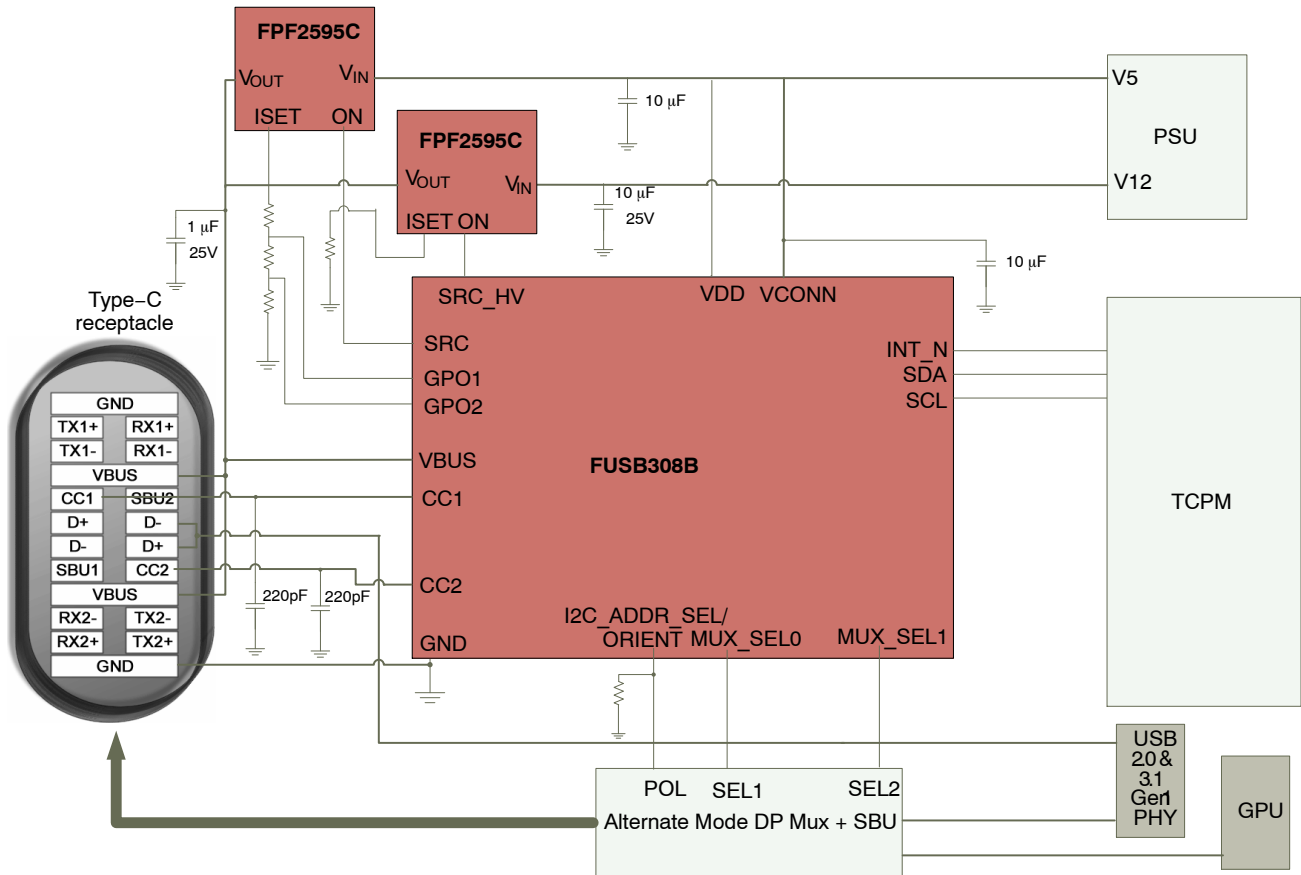 FPF2595C
VOUT
VIN
ISET
ON
10 μF
V5
PSU
V12
FPF2595C
VOUT
VIN
ISET ON
10 μF
25V
1 μF
25V
10 μF
Type−C
receptacle
GND
TX1+ RX1+
TX1- RX1-
VBUS
CC1 SBU2
D+ D-
D- D+
SBU1 CC2
VBUS
RX2- TX2-
RX2+ TX2+
GND
220pF
220pF
SRC_HV
VDD
VCONN
SRC
GPO1
GPO2
VBUS
CC1
CC2
GND
FUSB308B
INT_N
SDA
SCL
I2C_ADDR_SEL/
ORIENT MUX_SEL0
MUX_SEL1
TCPM
POL
SEL1
SEL2
Alternate Mode DP Mux + SBU
USB
2.0 &
3.1
Gen1
PHY
GPU